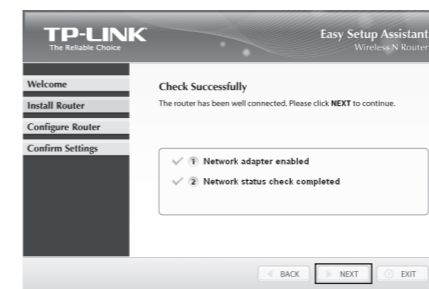 TP-LINK
The Reliable Choice
Easy Setup Assistant
Wireless N Router
Welcome
Install Router
Configure Router
Confirm Settings
Check Successfully
The router has been well connected. Please click NEXT to continue.
1 Network adapter enabled
2 Network status check completed
BACK NEXT EXIT